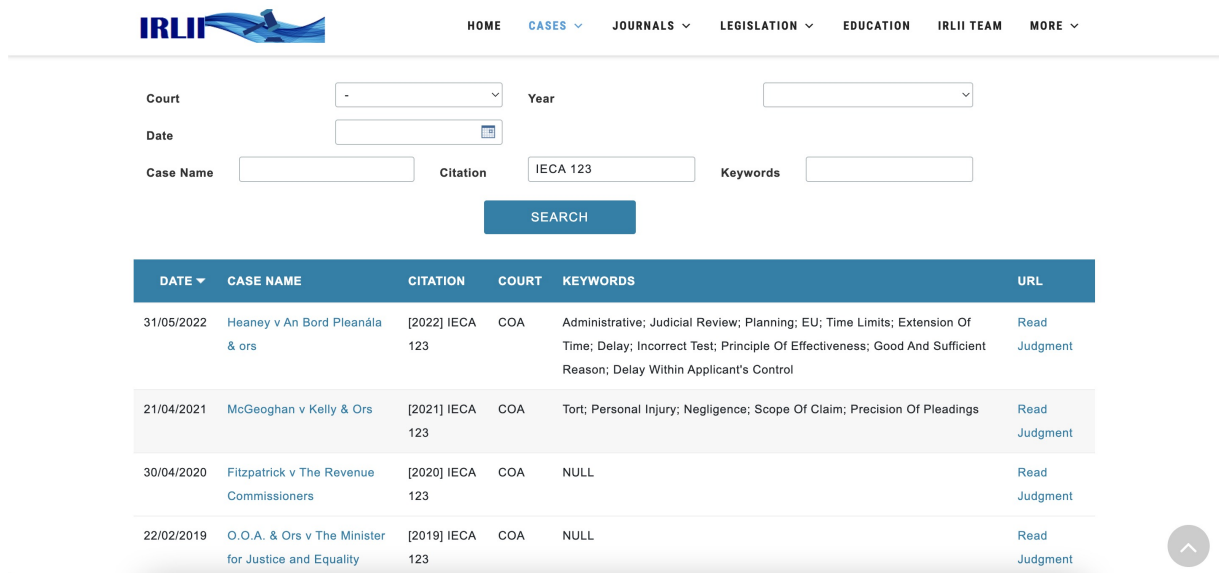 IRLII
HOME CASES JOURNALS LEGISLATION EDUCATION IRLII TEAM MORE
Court - Year
Date
Case Name Citation IECA 123 Keywords
SEARCH
DATE CASE NAME CITATION COURT KEYWORDS URL
31/05/2022 Heaney v An Bord Pleanála [2022] IECA COA Administrative; Judicial Review; Planning; EU; Time Limits; Extension Of Read
& ors 123 Time; Delay; Incorrect Test; Principle Of Effectiveness; Good And Sufficient Judgment
Reason; Delay Within Applicant's Control
21/04/2021 McGeoghan v Kelly & Ors [2021] IECA COA Tort; Personal Injury; Negligence; Scope Of Claim; Precision Of Pleadings Read
123 Judgment
30/04/2020 Fitzpatrick v The Revenue [2020] IECA COA NULL Read
Commissioners 123 Judgment
22/02/2019 O.O.A. & Ors v The Minister [2019] IECA COA NULL Read
for Justice and Equality 123 Judgment